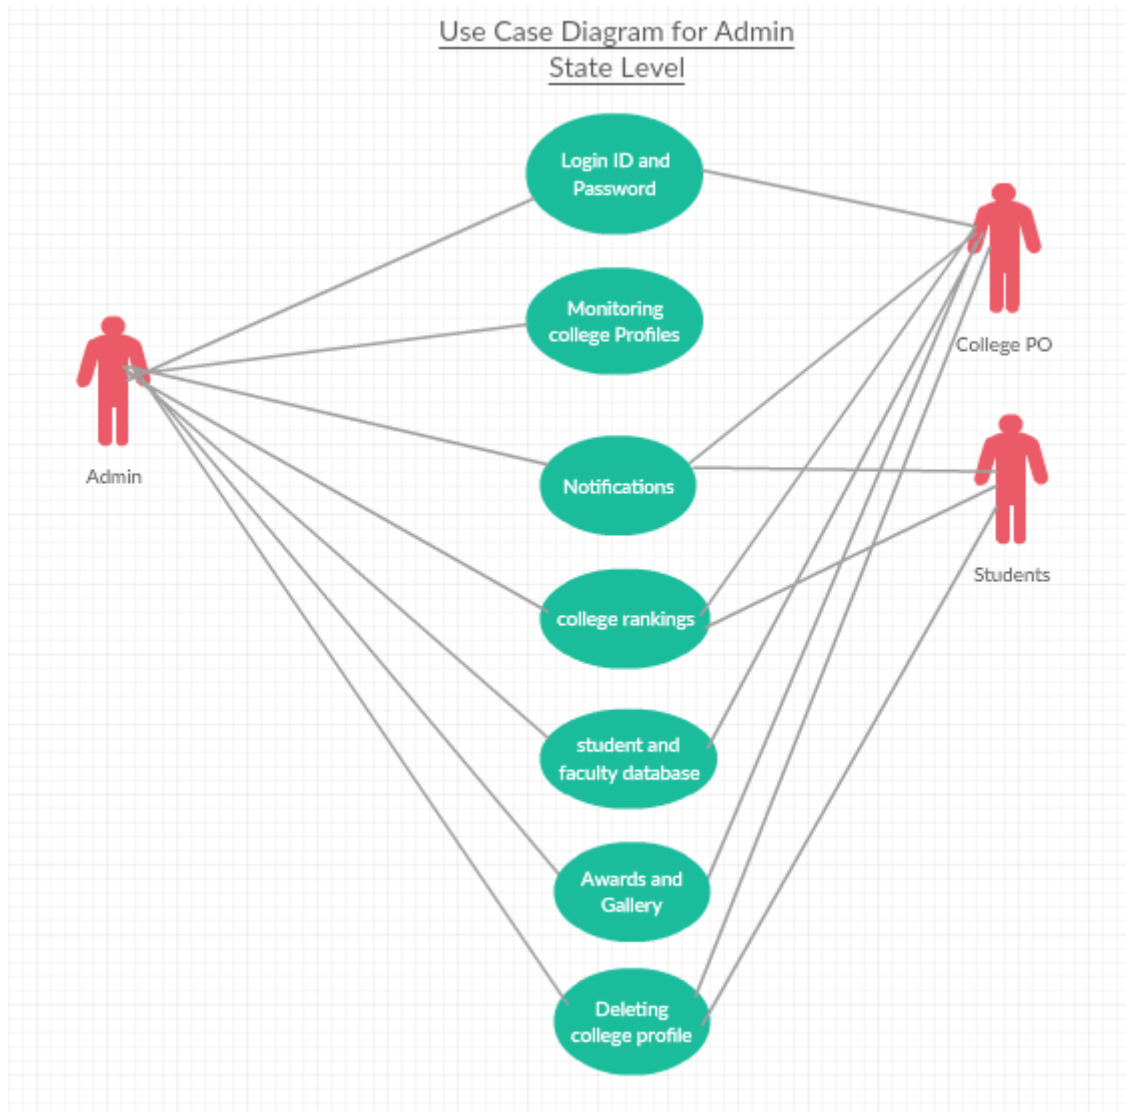 Use Case Diagram for Admin
State Level
Login ID and
Password
Monitoring
college Profiles
College PO
Admin
Notifications
Students
college rankings
student and
faculty database
Awards and
Gallery
Deleting
college profile